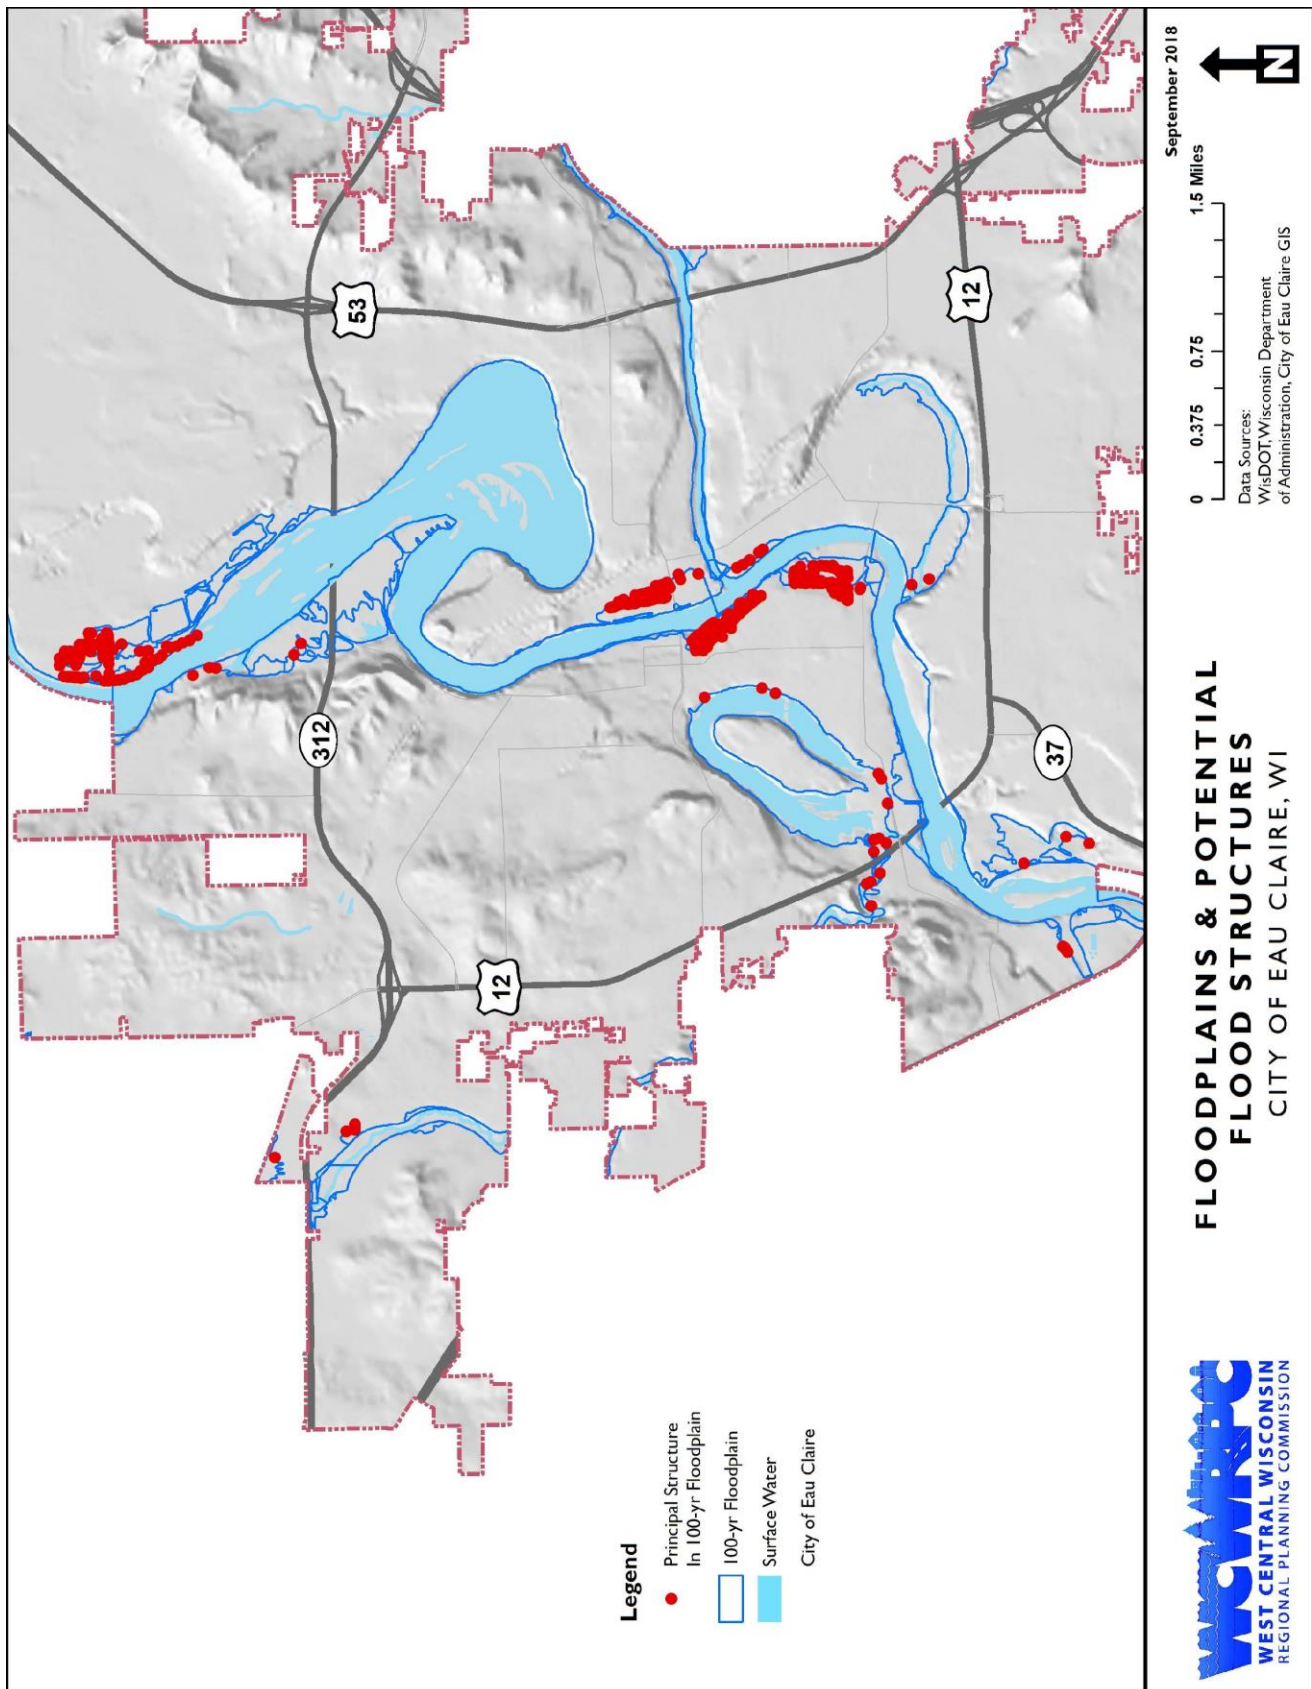 53
312
12
12
37
Legend
Principal Structure
In 100-yr Floodplain
100-yr Floodplain
Surface Water
City of Eau Claire
WCWRPC
WEST CENTRAL WISCONSIN
REGIONAL PLANNING COMMISSION
FLOODPLAINS & POTENTIAL
FLOOD STRUCTURES
CITY OF EAU CLAIRE, WI
September 2018
0 0.375 0.75 1.5 Miles
Data Sources:
WisDOT, Wisconsin Department
of Administration, City of Eau Claire GIS
N